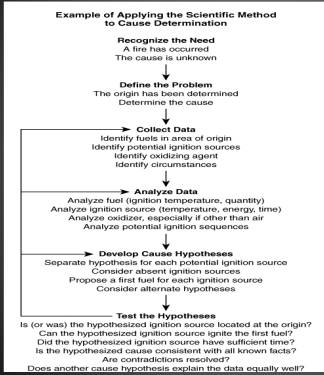 Example of Applying the Scientific Method
to Cause Determination
Recognize the Need
A fire has occurred
The cause is unknown
Define the Problem
The origin has been determined
Determine the cause
Collect Data
Identify fuels in area of origin
Identify potential ignition sources
Identify oxidizing agent
Identify circumstances
Analyze Data
Analyze fuel (ignition temperature, quantity)
Analyze ignition source (temperature, energy, time)
Analyze oxidizer, especially if other than air
Analyze potential ignition sequences
Develop Cause Hypotheses
Separate hypothesis for each potential ignition source
Consider absent ignition sources
Propose a first fuel for each ignition source
Consider alternate hypotheses
Test the Hypotheses
Is (or was) the hypothesized ignition source located at the origin?
Can the hypothesized ignition source ignite the first fuel?
Did the hypothesized ignition source have sufficient time?
Is the hypothesized cause consistent with all known facts?
Are contradictions resolved?
Does another cause hypothesis explain the data equally well?